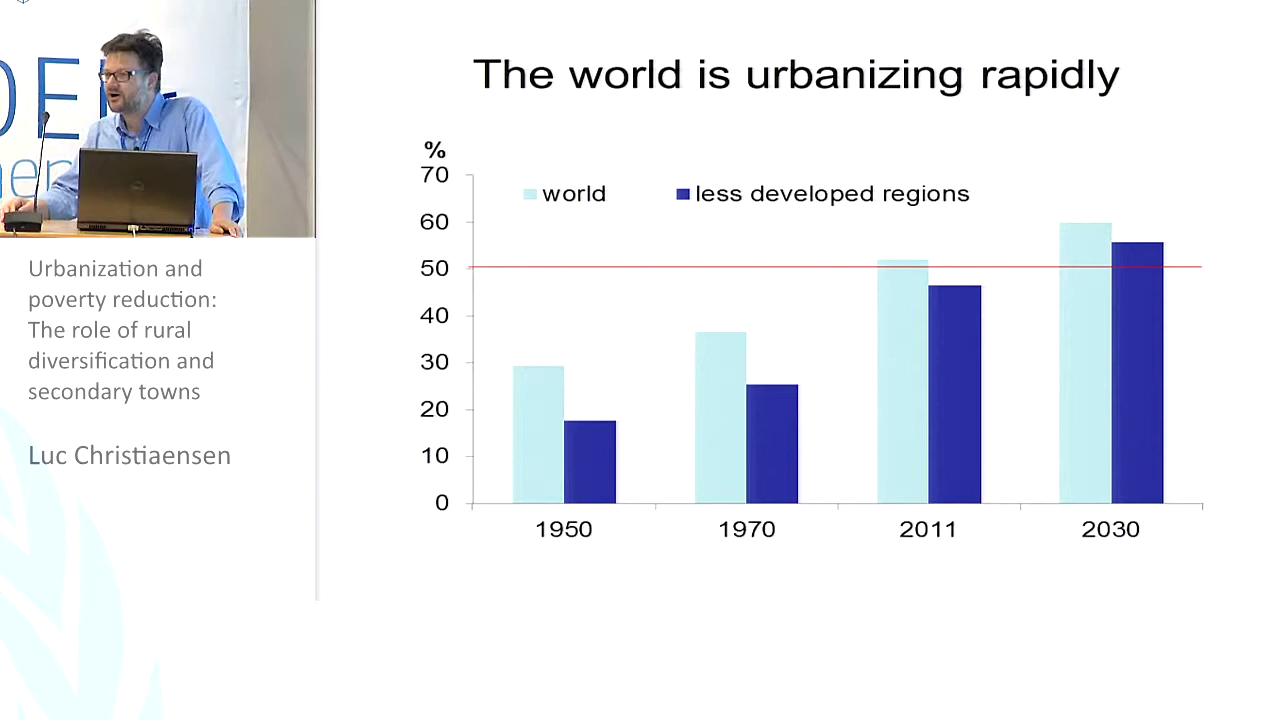 The world is urbanizing rapidly
%
70
60
50
40
30
20
10
0
world
less developed regions
1950
1970
2011
2030
Urbanization and
poverty reduction:
The role of rural
diversification and
secondary towns
Luc Christiaensen